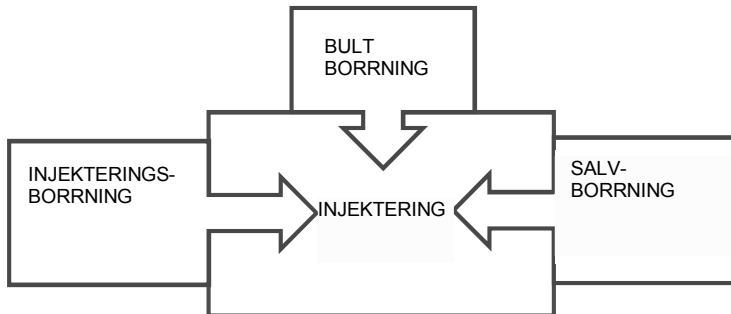 BULT
BORRNING
INJEKTERINGS-
BORRNING
INJEKTERING
SALV-
BORRNING